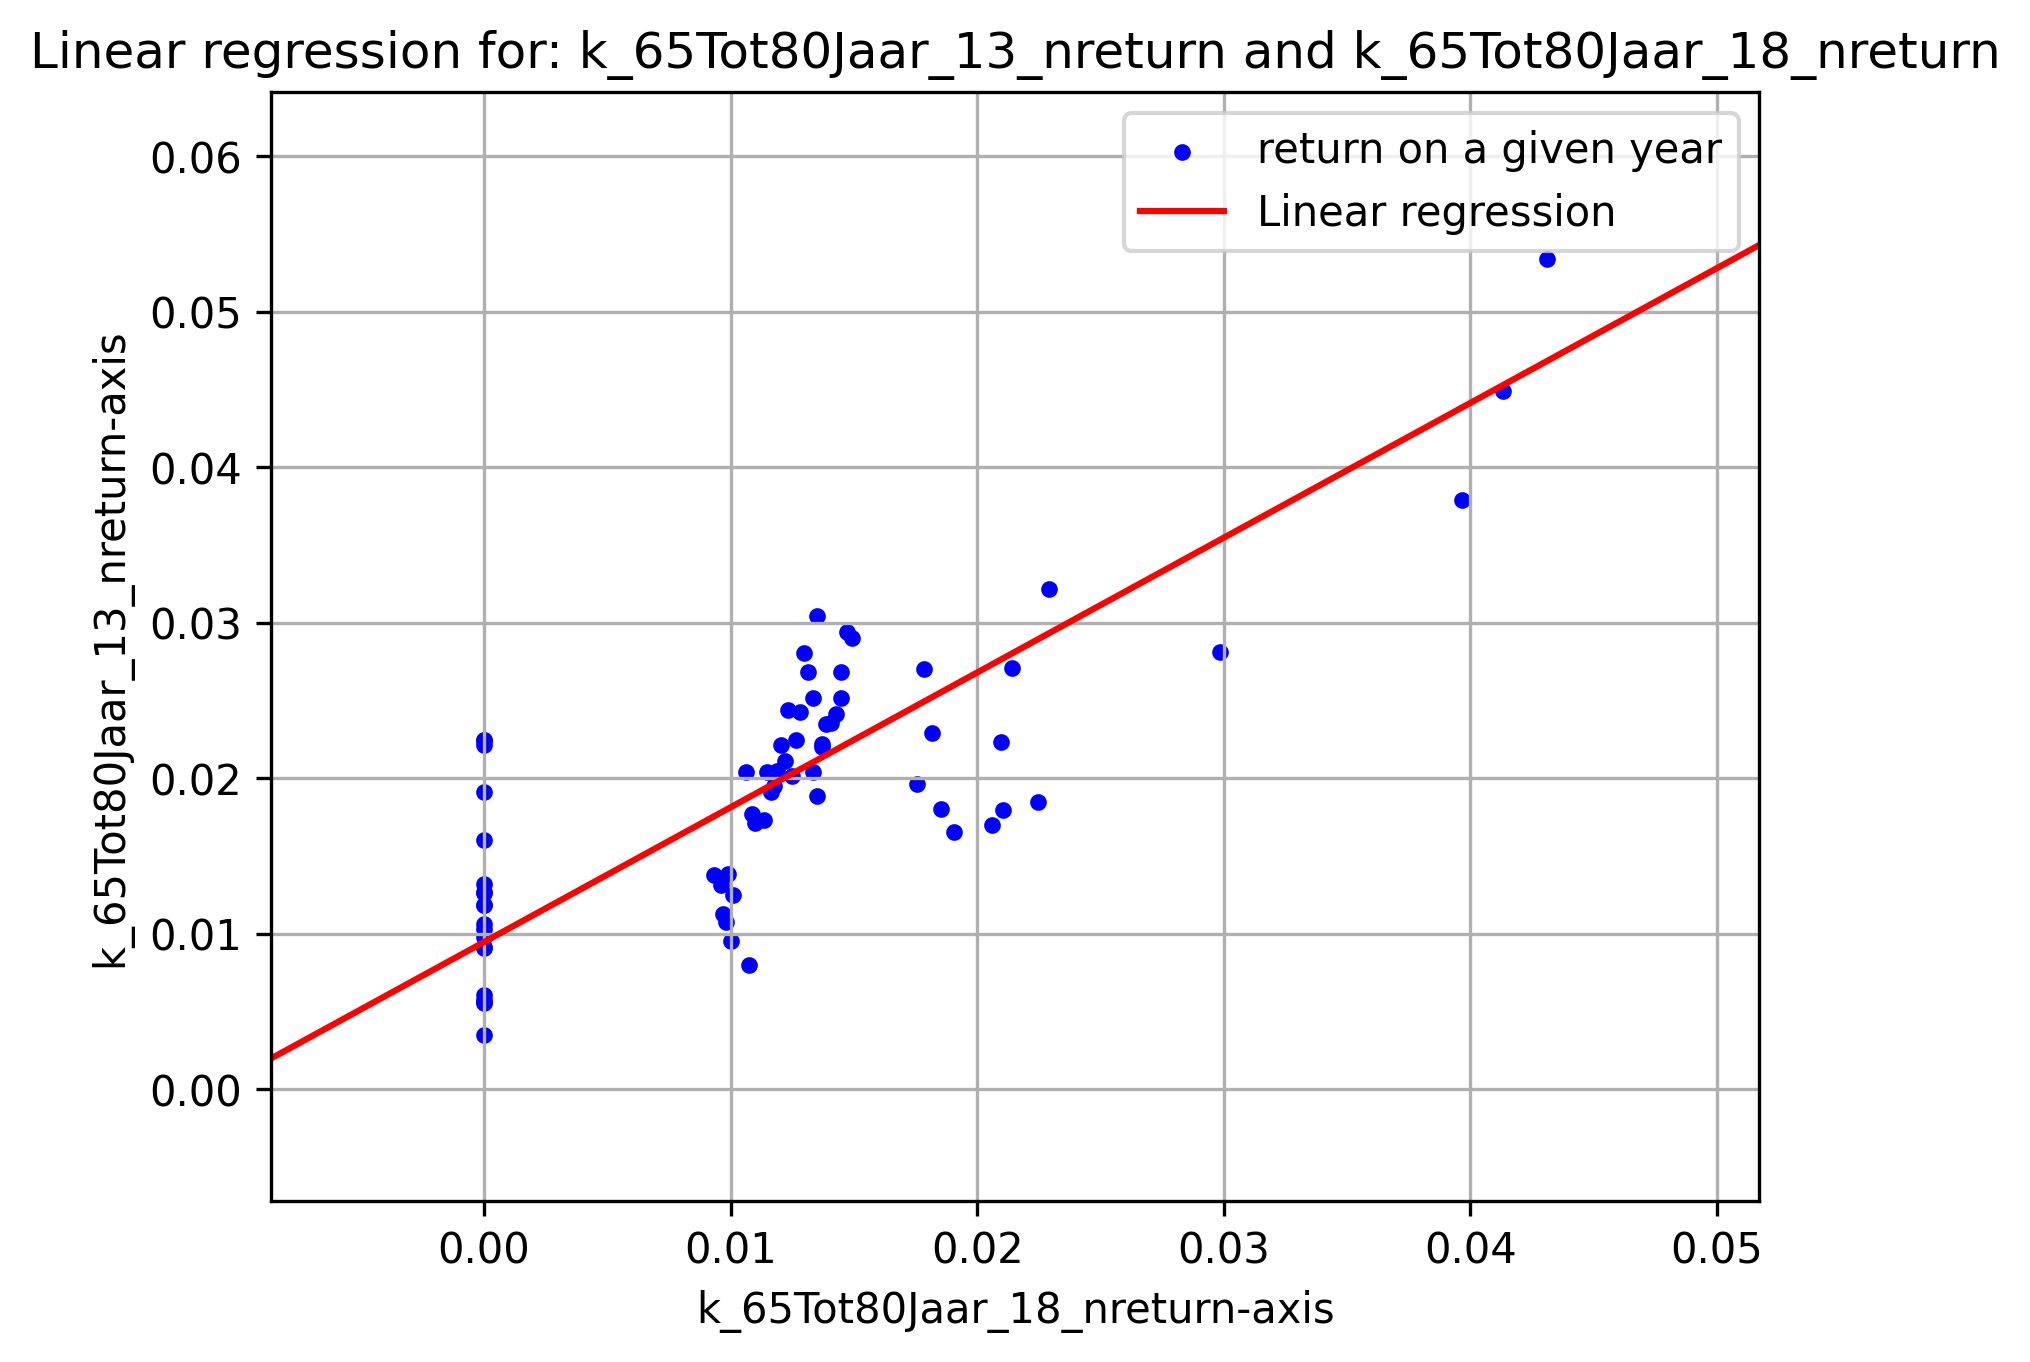 Linear regression for: k_65Tot80Jaar_13_nreturn and k_65Tot80Jaar_18_nreturn
return on a given year
Linear regression
0.06
0.05
0.04
0.03
0.02
0.01
0.00
k_65Tot80Jaar_13_nreturn-axis
0.00 0.01 0.02 0.03 0.04 0.05
k_65Tot80Jaar_18_nreturn-axis